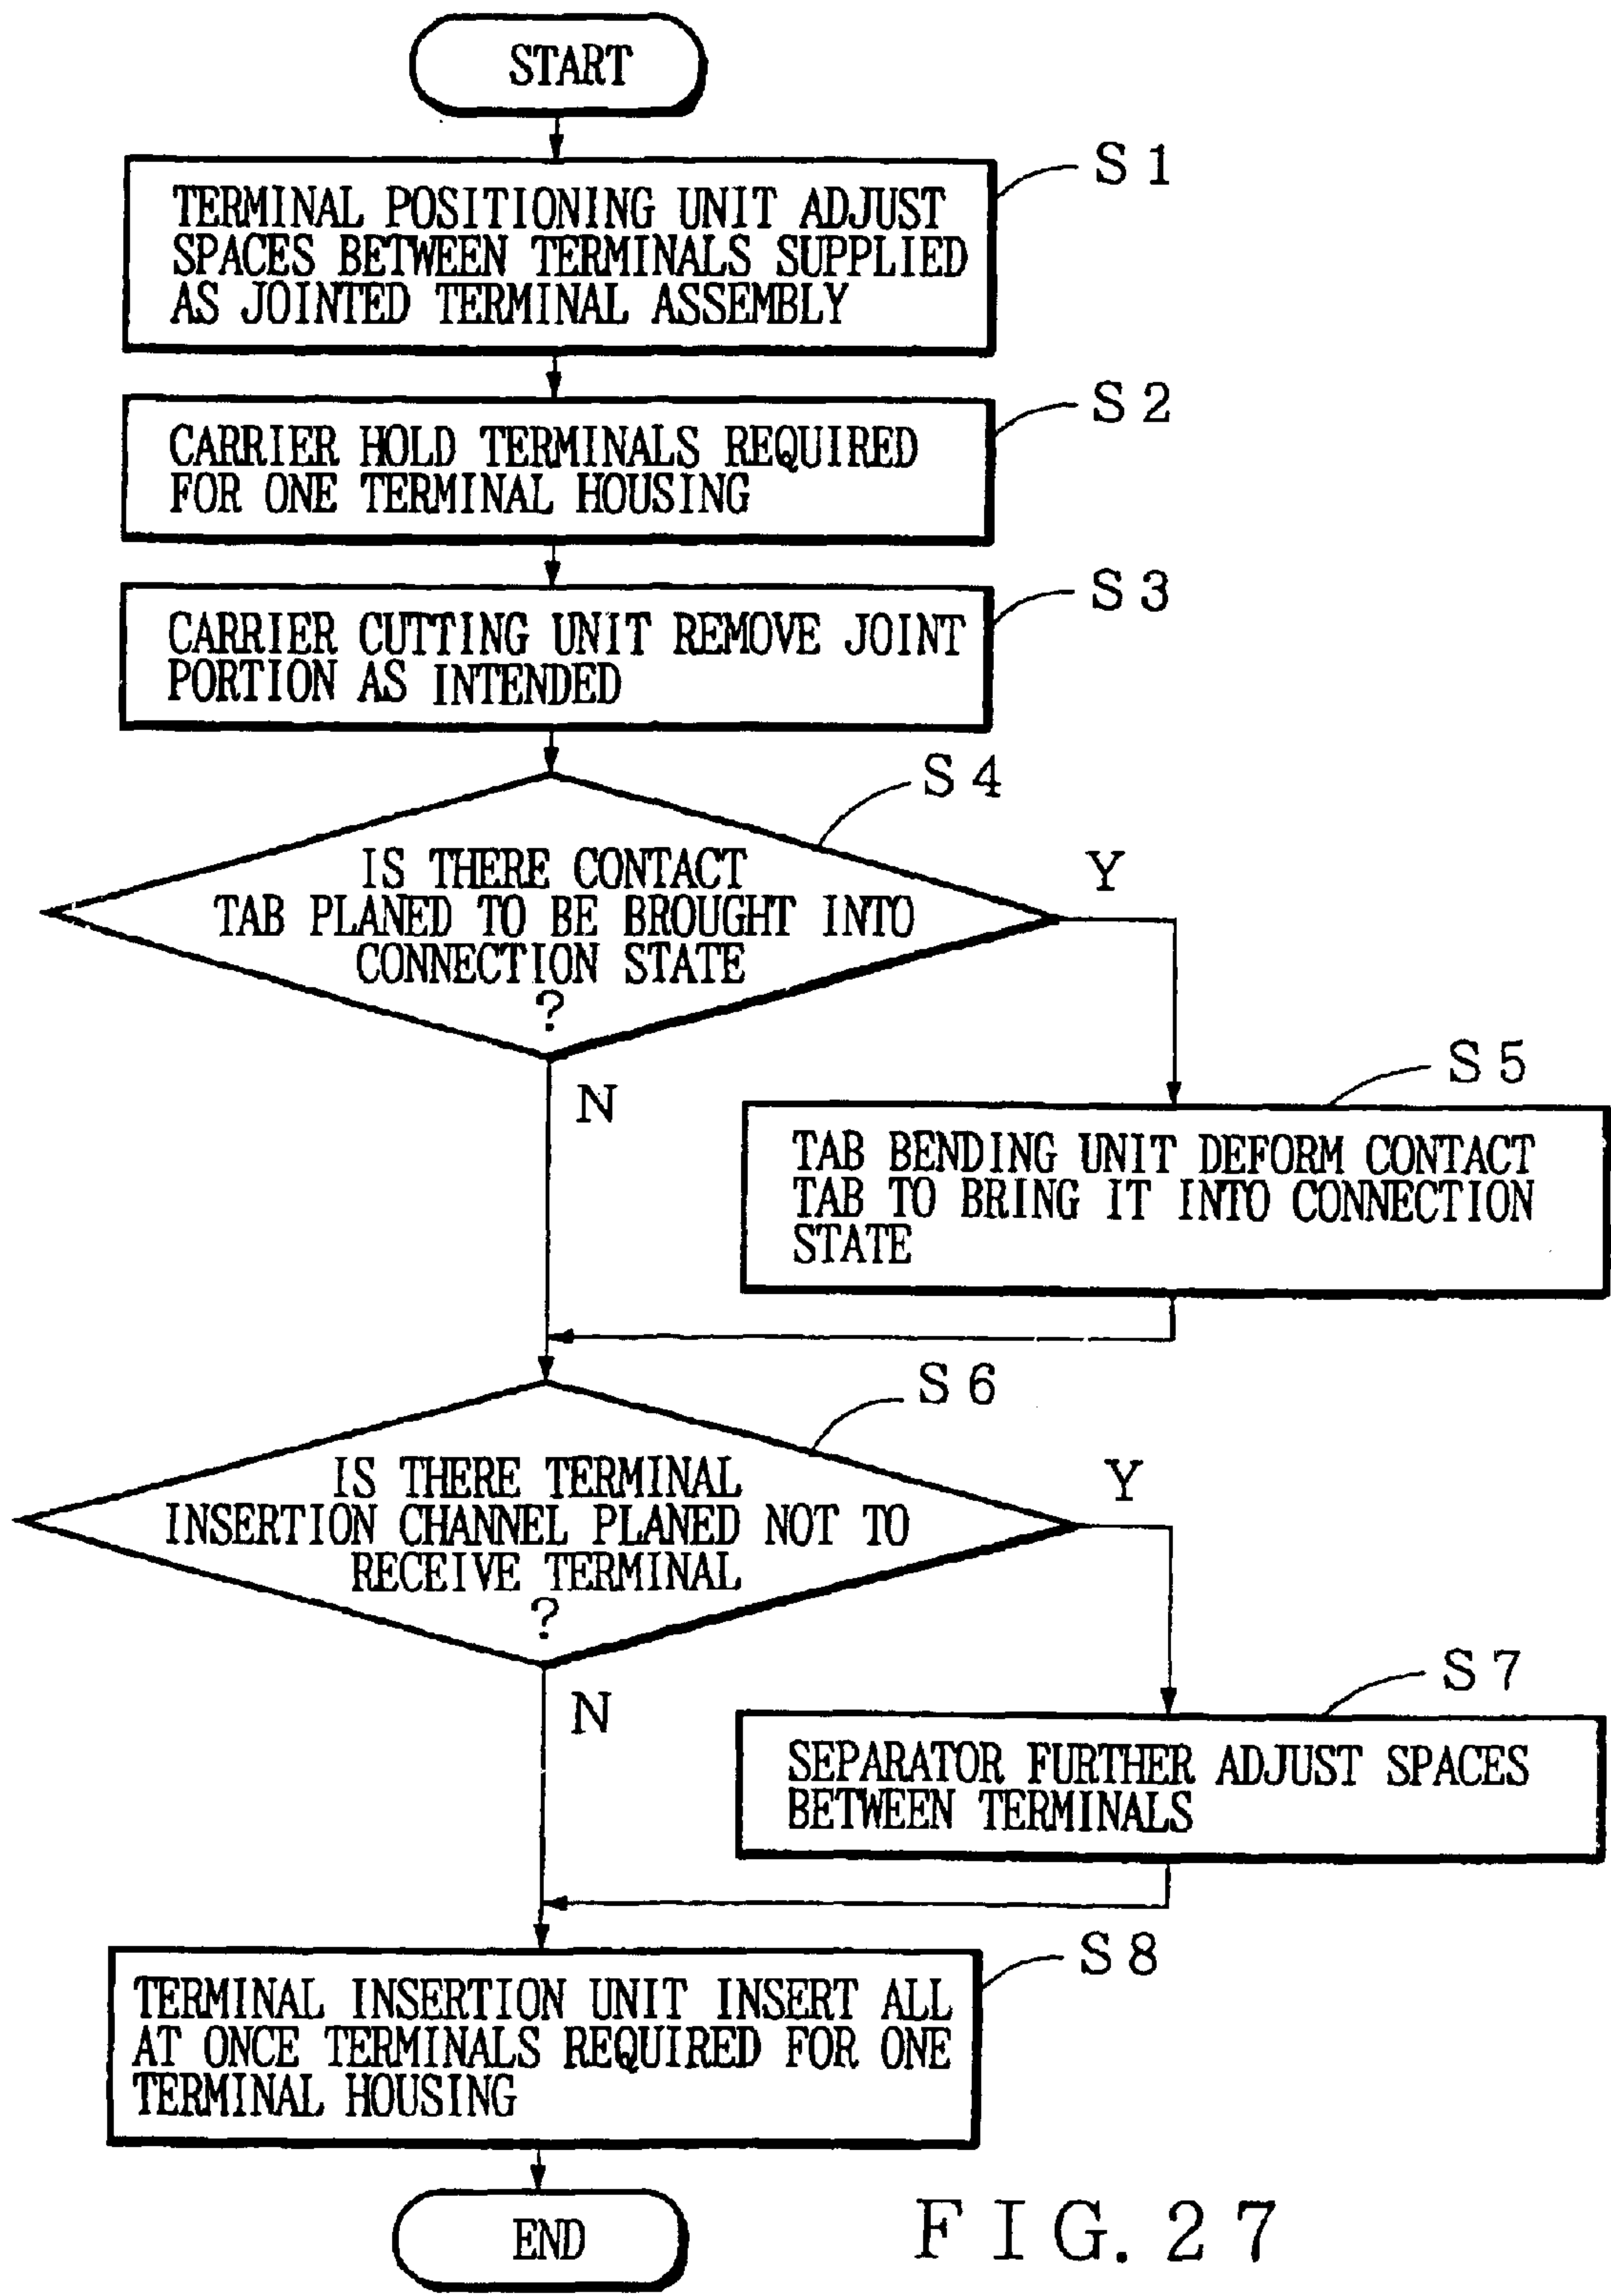 START
S1
TERMINAL POSITIONING UNIT ADJUST
SPACES BETWEEN TERMINALS SUPPLIED
AS JOINTED TERMINAL ASSEMBLY
S2
CARRIER HOLD TERMINALS REQUIRED
FOR ONE TERMINAL HOUSING
S3
CARRIER CUTTING UNIT REMOVE JOINT
PORTION AS INTENDED
S4
IS THERE CONTACT
TAB PLANED TO BE BROUGHT INTO
CONNECTION STATE
?
Y
N
S5
TAB BENDING UNIT DEFORM CONTACT
TAB TO BRING IT INTO CONNECTION
STATE
S6
IS THERE TERMINAL
INSERTION CHANNEL PLANED NOT TO
RECEIVE TERMINAL
?
Y
N
S7
SEPARATOR FURTHER ADJUST SPACES
BETWEEN TERMINALS
S8
TERMINAL INSERTION UNIT INSERT ALL
AT ONCE TERMINALS REQUIRED FOR ONE
TERMINAL HOUSING
END
FIG. 27